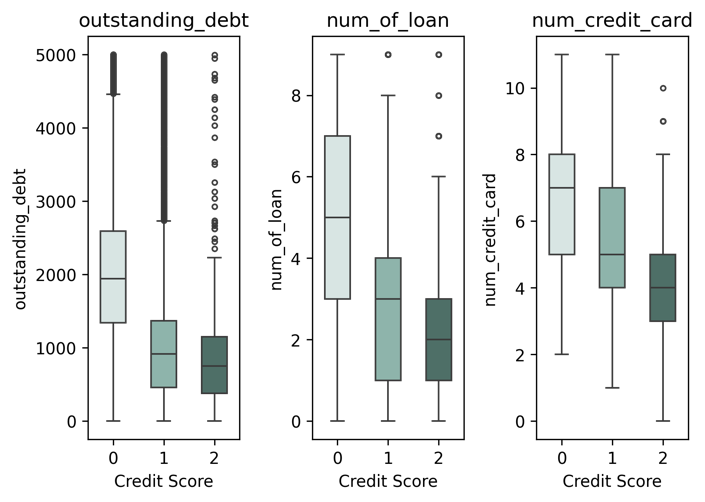 outstanding_debt
num_of_loan
num_credit_card
5000
4000
3000
2000
1000
0
outstanding_debt
0 1 2
Credit Score
8
6
4
2
0
num_of_loan
0 1 2
Credit Score
10
8
6
4
2
0
num_credit_card
0 1 2
Credit Score